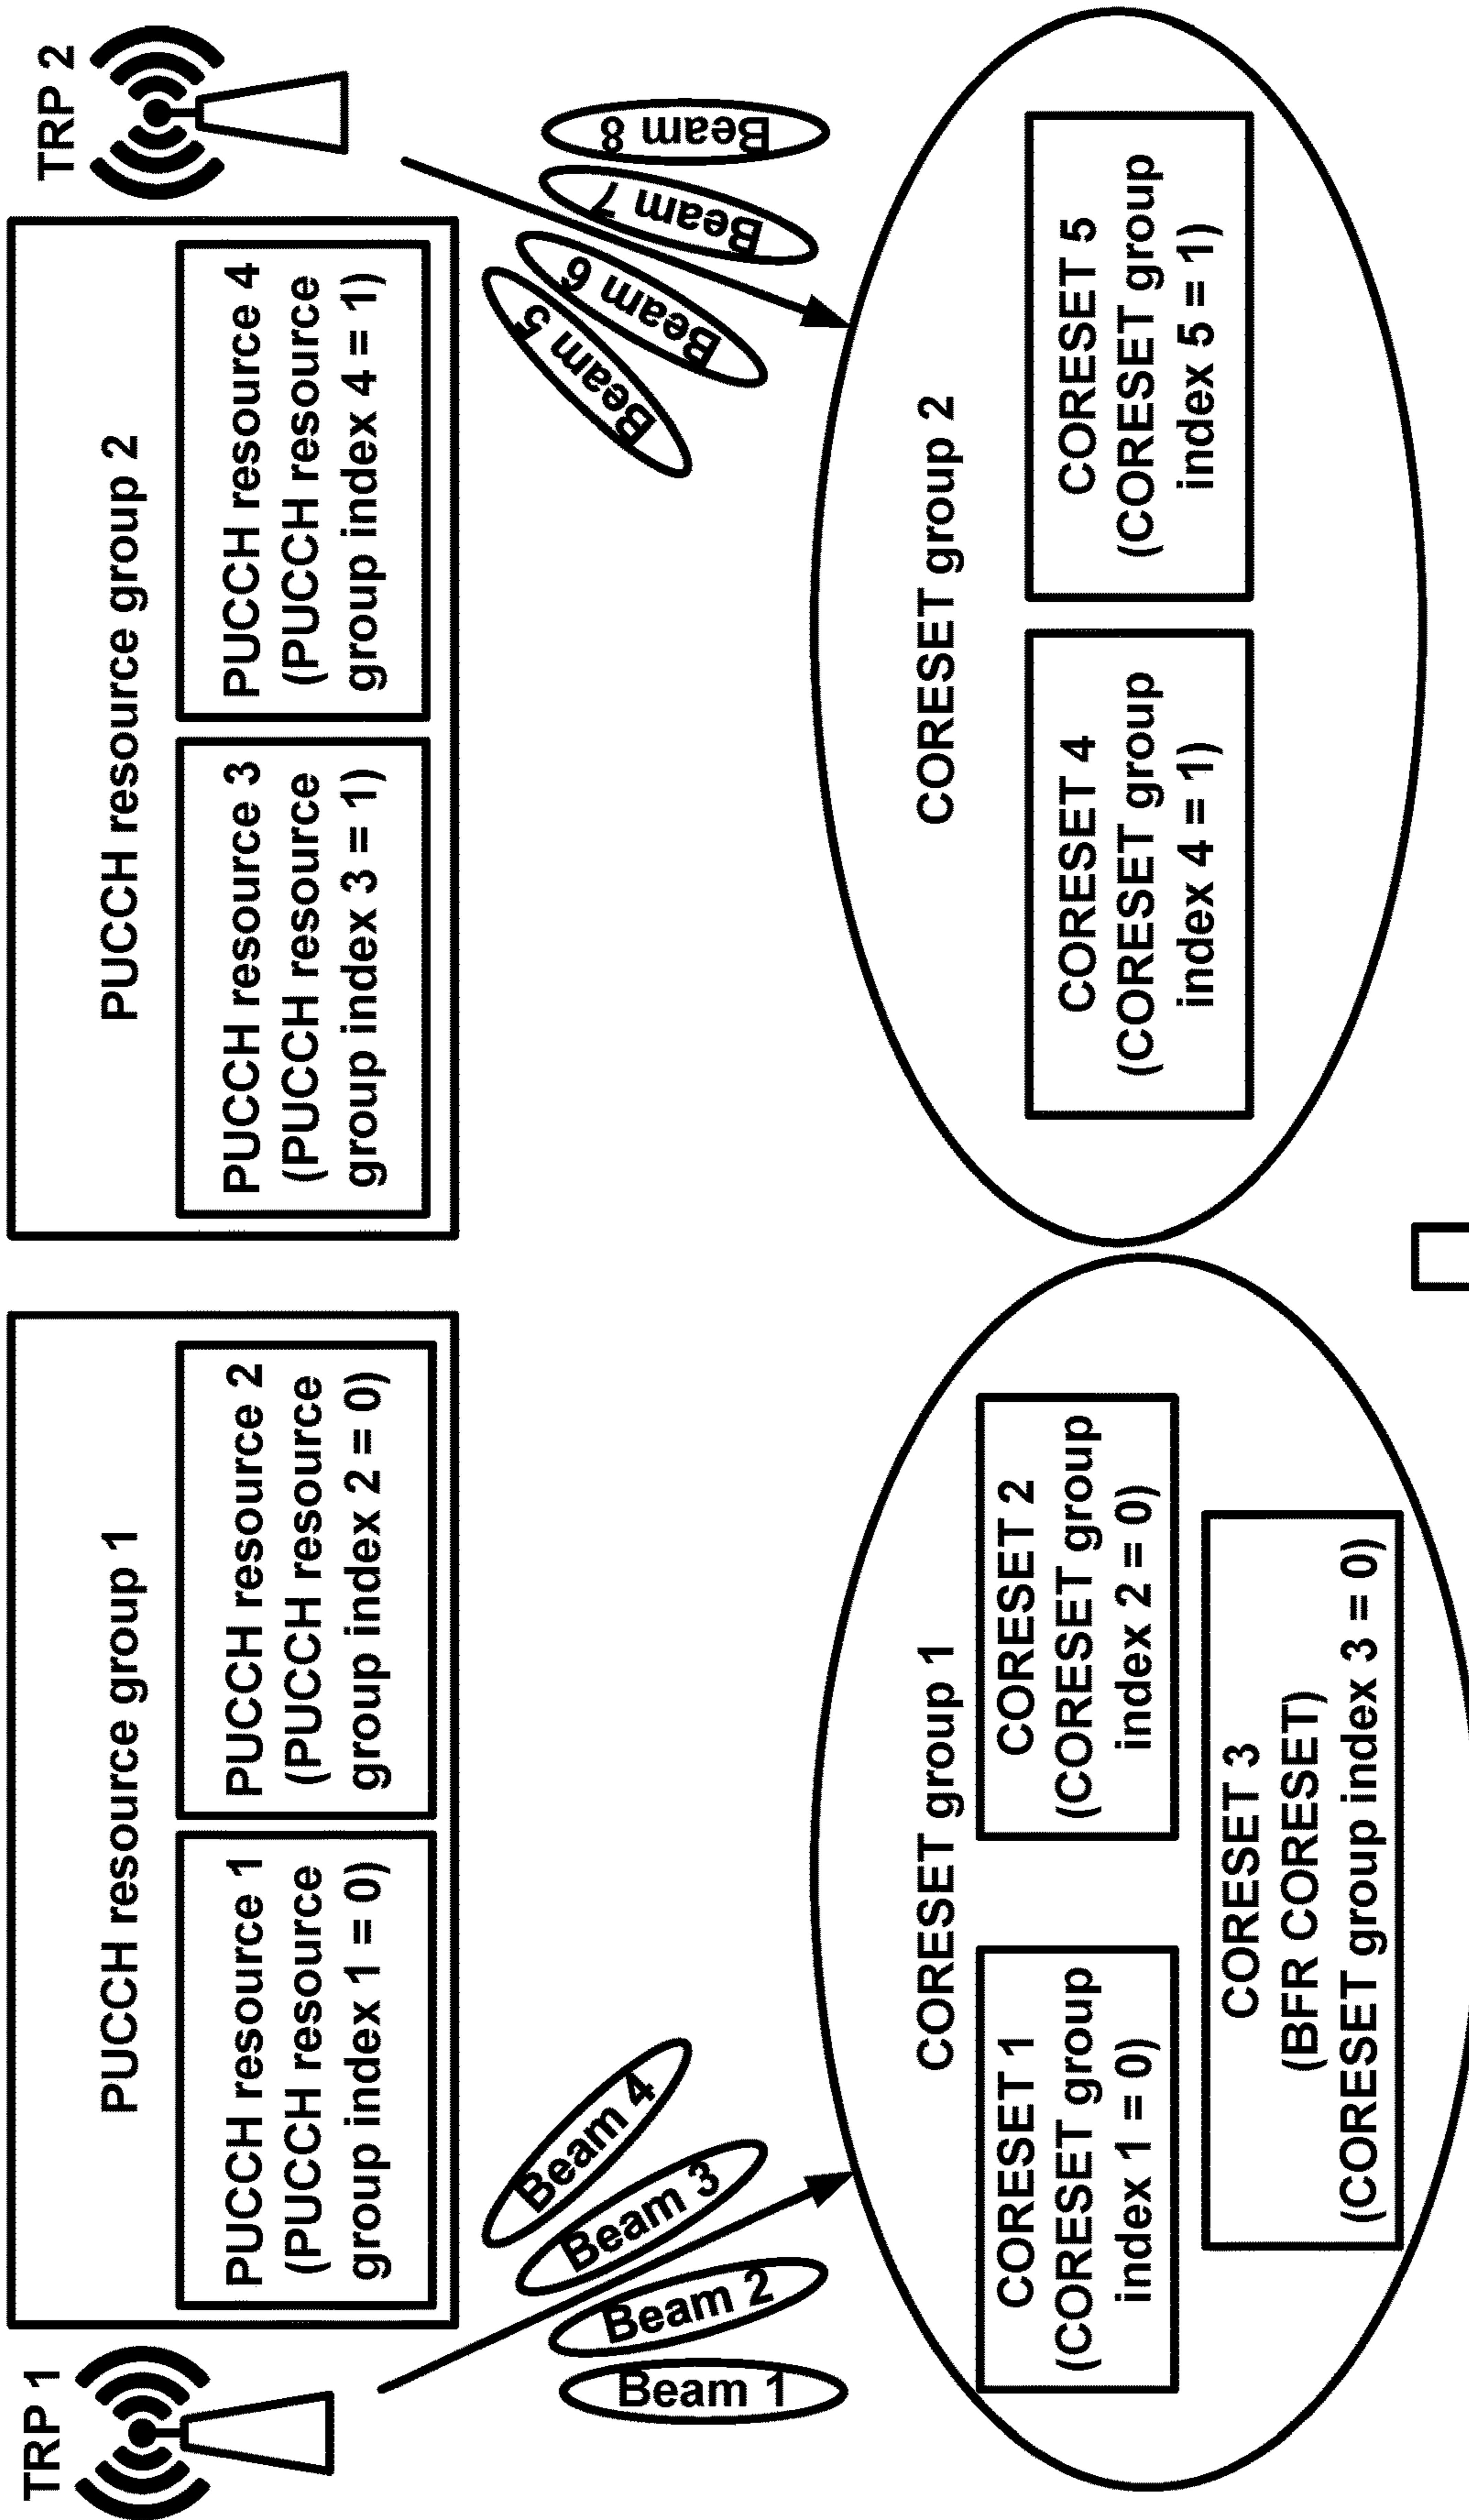 TRP 1
TRP 2
PUCCH resource group 1
PUCCH resource 1
(PUCCH resource
group index 1 = 0)
PUCCH resource 2
(PUCCH resource
group index 2 = 0)
PUCCH resource group 2
PUCCH resource 3
(PUCCH resource
group index 3 = 1)
PUCCH resource 4
(PUCCH resource
group index 4 = 1)
Beam 1
Beam 2
Beam 3
Beam 4
Beam 5
Beam 6
Beam 7
Beam 8
CORESET group 1
CORESET 1
(CORESET group
index 1 = 0)
CORESET 2
(CORESET group
index 2 = 0)
CORESET 3
(BFR CORESET)
(CORESET group index 3 = 0)
CORESET group 2
CORESET 4
(CORESET group
index 4 = 1)
CORESET 5
(CORESET group
index 5 = 1)